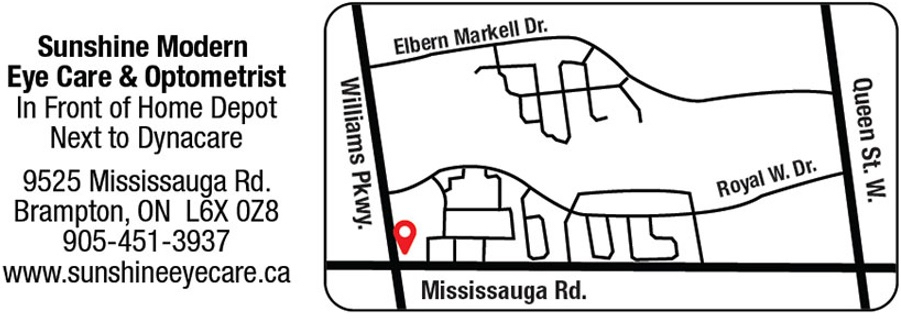 Sunshine Modern
Eye Care & Optometrist
In Front of Home Depot
Next to Dynacare
9525 Mississauga Rd.
Brampton, ON  L6X 0Z8
905-451-3937
www.sunshineeyecare.ca
Elbern Markell Dr.
Williams Pkwy.
Queen St. W.
Royal W. Dr.
Mississauga Rd.